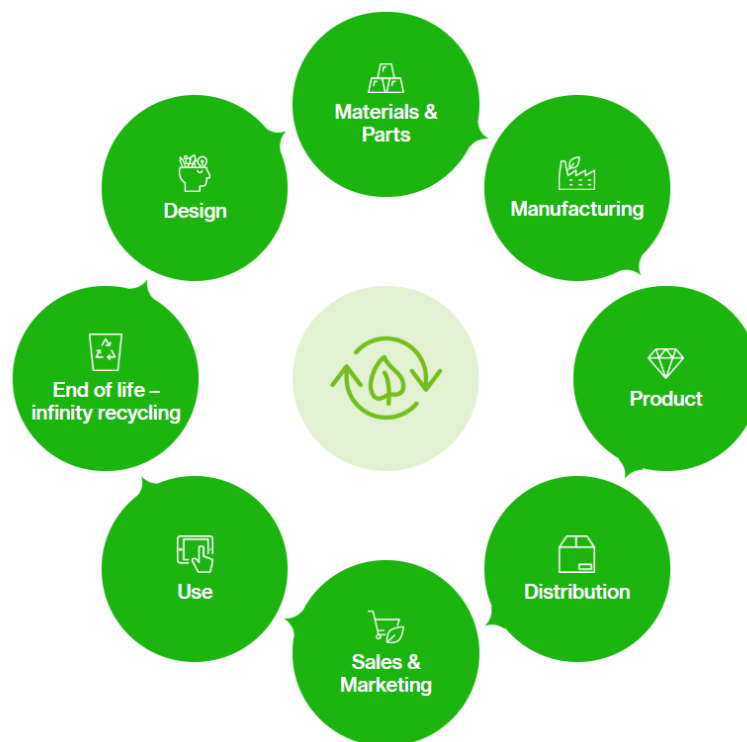 Materials &
Parts
Manufacturing
Product
Distribution
Sales &
Marketing
Use
End of life –
infinity recycling
Design